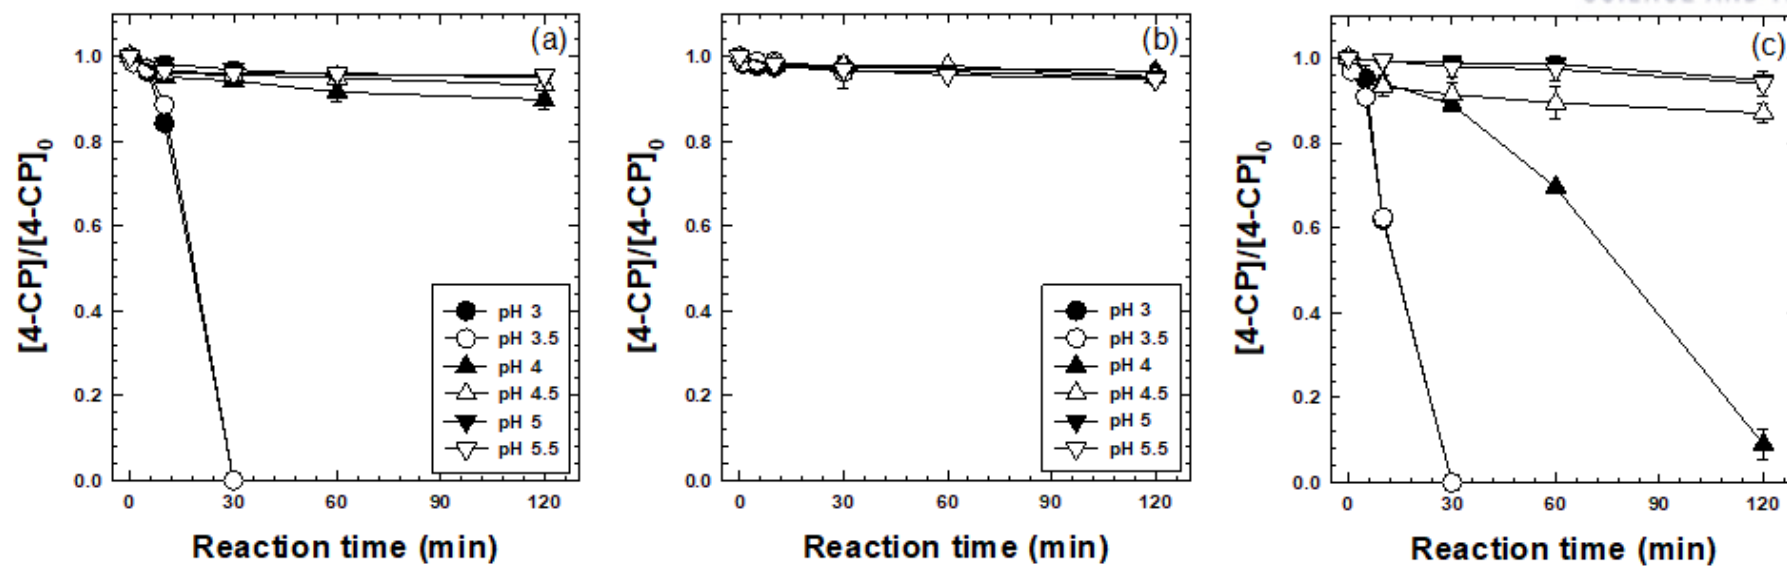 (a)
[4-CP]/[4-CP]0
1.0
0.8
0.6
0.4
0.2
0.0
pH 3
pH 3.5
pH 4
pH 4.5
pH 5
pH 5.5
0 30 60 90 120
Reaction time (min)
(b)
[4-CP]/[4-CP]0
1.0
0.8
0.6
0.4
0.2
0.0
pH 3
pH 3.5
pH 4
pH 4.5
pH 5
pH 5.5
0 30 60 90 120
Reaction time (min)
(c)
[4-CP]/[4-CP]0
1.0
0.8
0.6
0.4
0.2
0.0
0 30 60 90 120
Reaction time (min)